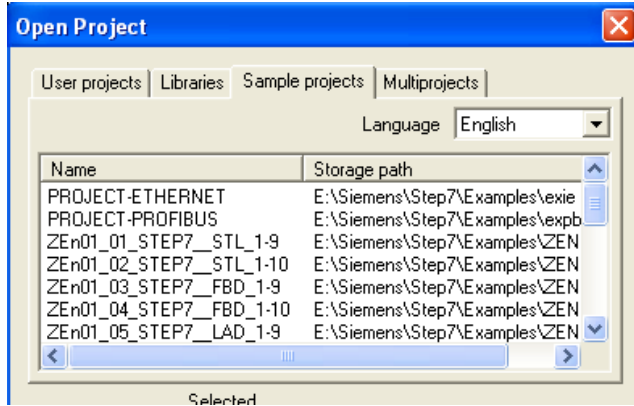 Open Project
User projects Libraries Sample projects Multiprojects
Language English
Name Storage path
PROJECT-ETHERNET E:\Siemens\Step7\Examples\exie
PROJECT-PROFIBUS E:\Siemens\Step7\Examples\expb
ZEn01_01_STEP7__STL_1-9 E:\Siemens\Step7\Examples\ZEN
ZEn01_02_STEP7__STL_1-10 E:\Siemens\Step7\Examples\ZEN
ZEn01_03_STEP7__FBD_1-9 E:\Siemens\Step7\Examples\ZEN
ZEn01_04_STEP7__FBD_1-10 E:\Siemens\Step7\Examples\ZEN
ZEn01_05_STEP7__LAD_1-9 E:\Siemens\Step7\Examples\ZEN
Selected